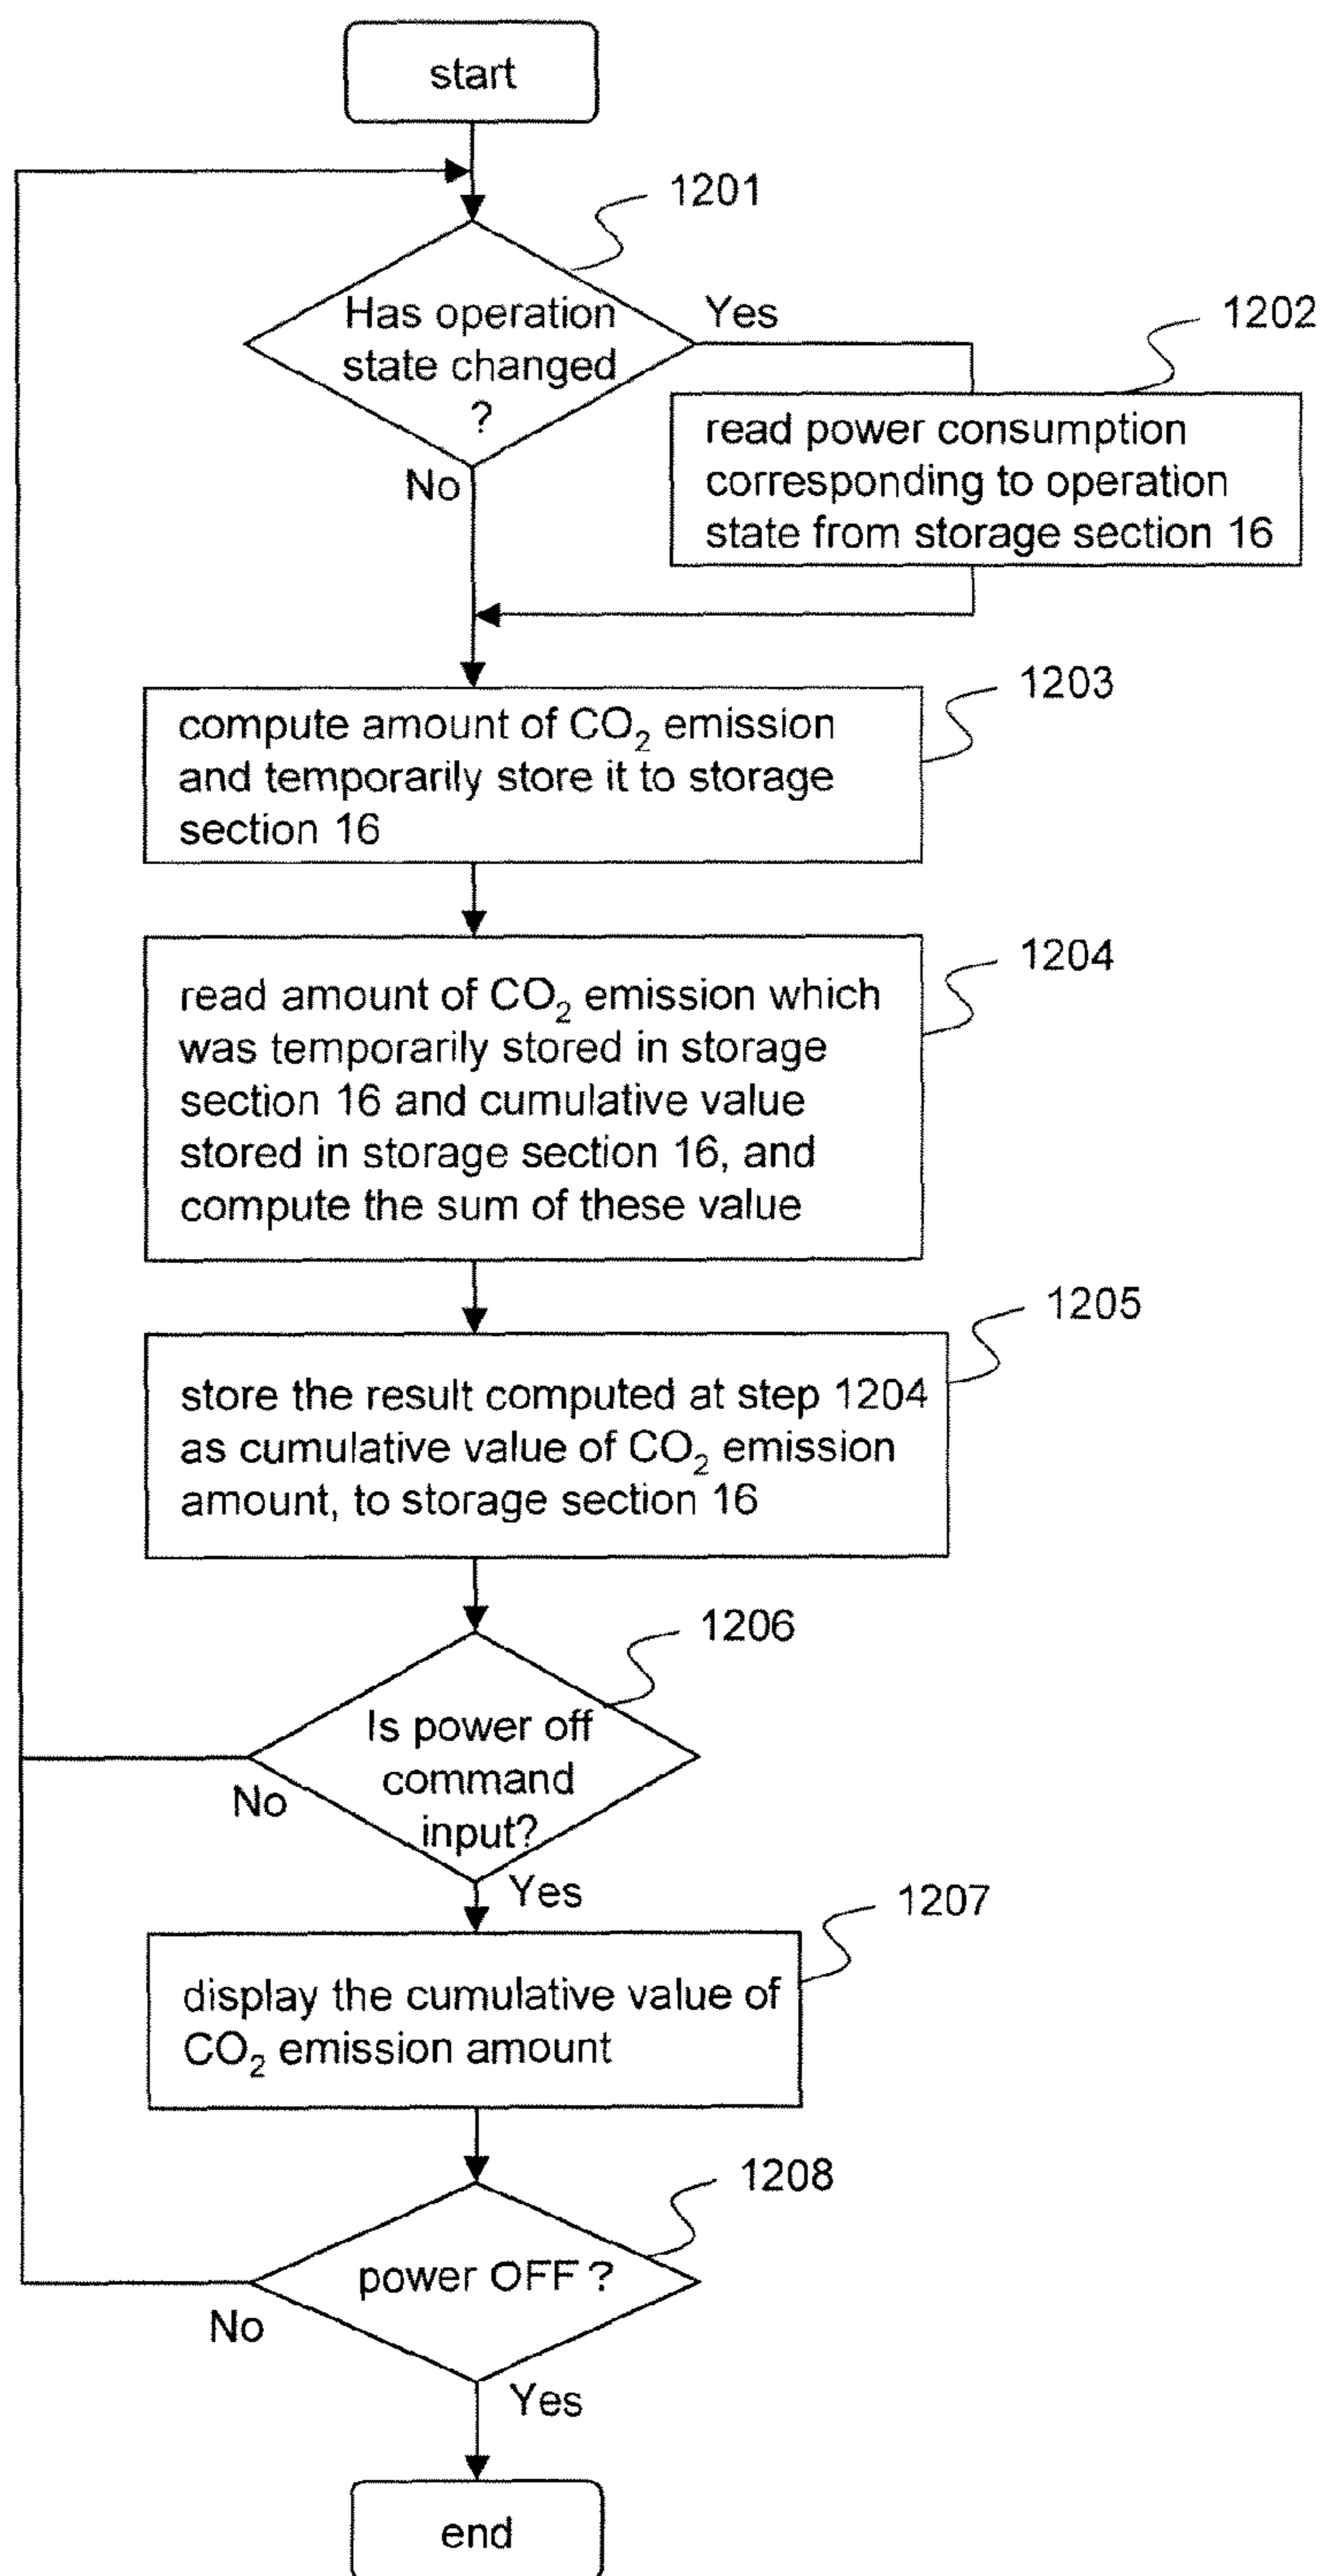 start
1201
Has operation
state changed
?
Yes
No
1202
read power consumption
corresponding to operation
state from storage section 16
1203
compute amount of CO₂ emission
and temporarily store it to storage
section 16
1204
read amount of CO₂ emission which
was temporarily stored in storage
section 16 and cumulative value
stored in storage section 16, and
compute the sum of these value
1205
store the result computed at step 1204
as cumulative value of CO₂ emission
amount, to storage section 16
1206
Is power off
command
input?
No
Yes
1207
display the cumulative value of
CO₂ emission amount
1208
power OFF ?
No
Yes
end